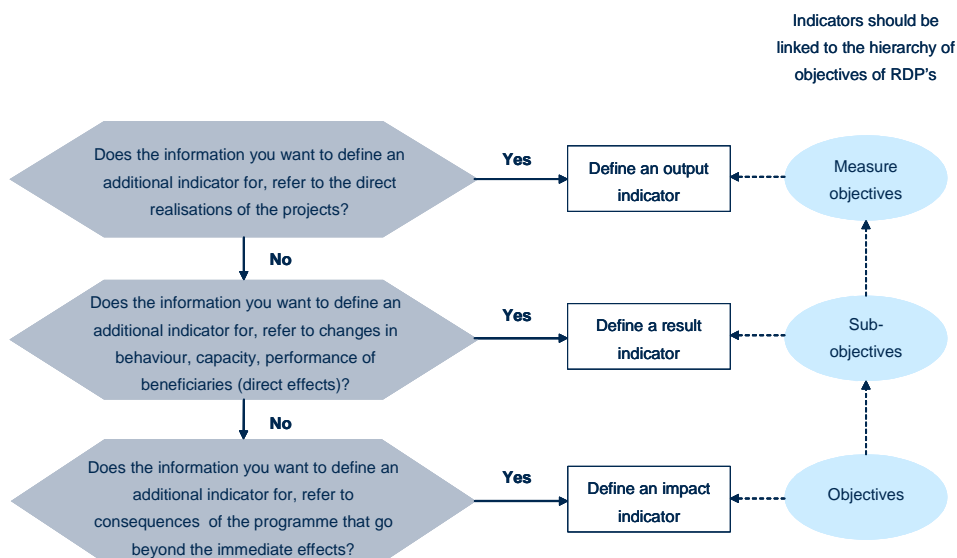 Indicators should be
linked to the hierarchy of
objectives of RDP's
Does the information you want to define an
additional indicator for, refer to the direct
realisations of the projects?
Yes
Define an output
indicator
Measure
objectives
No
Does the information you want to define an
additional indicator for, refer to changes in
behaviour, capacity, performance of
beneficiaries (direct effects)?
Yes
Define a result
indicator
Sub-
objectives
No
Does the information you want to define an
additional indicator for, refer to
consequences of the programme that go
beyond the immediate effects?
Yes
Define an impact
indicator
Objectives